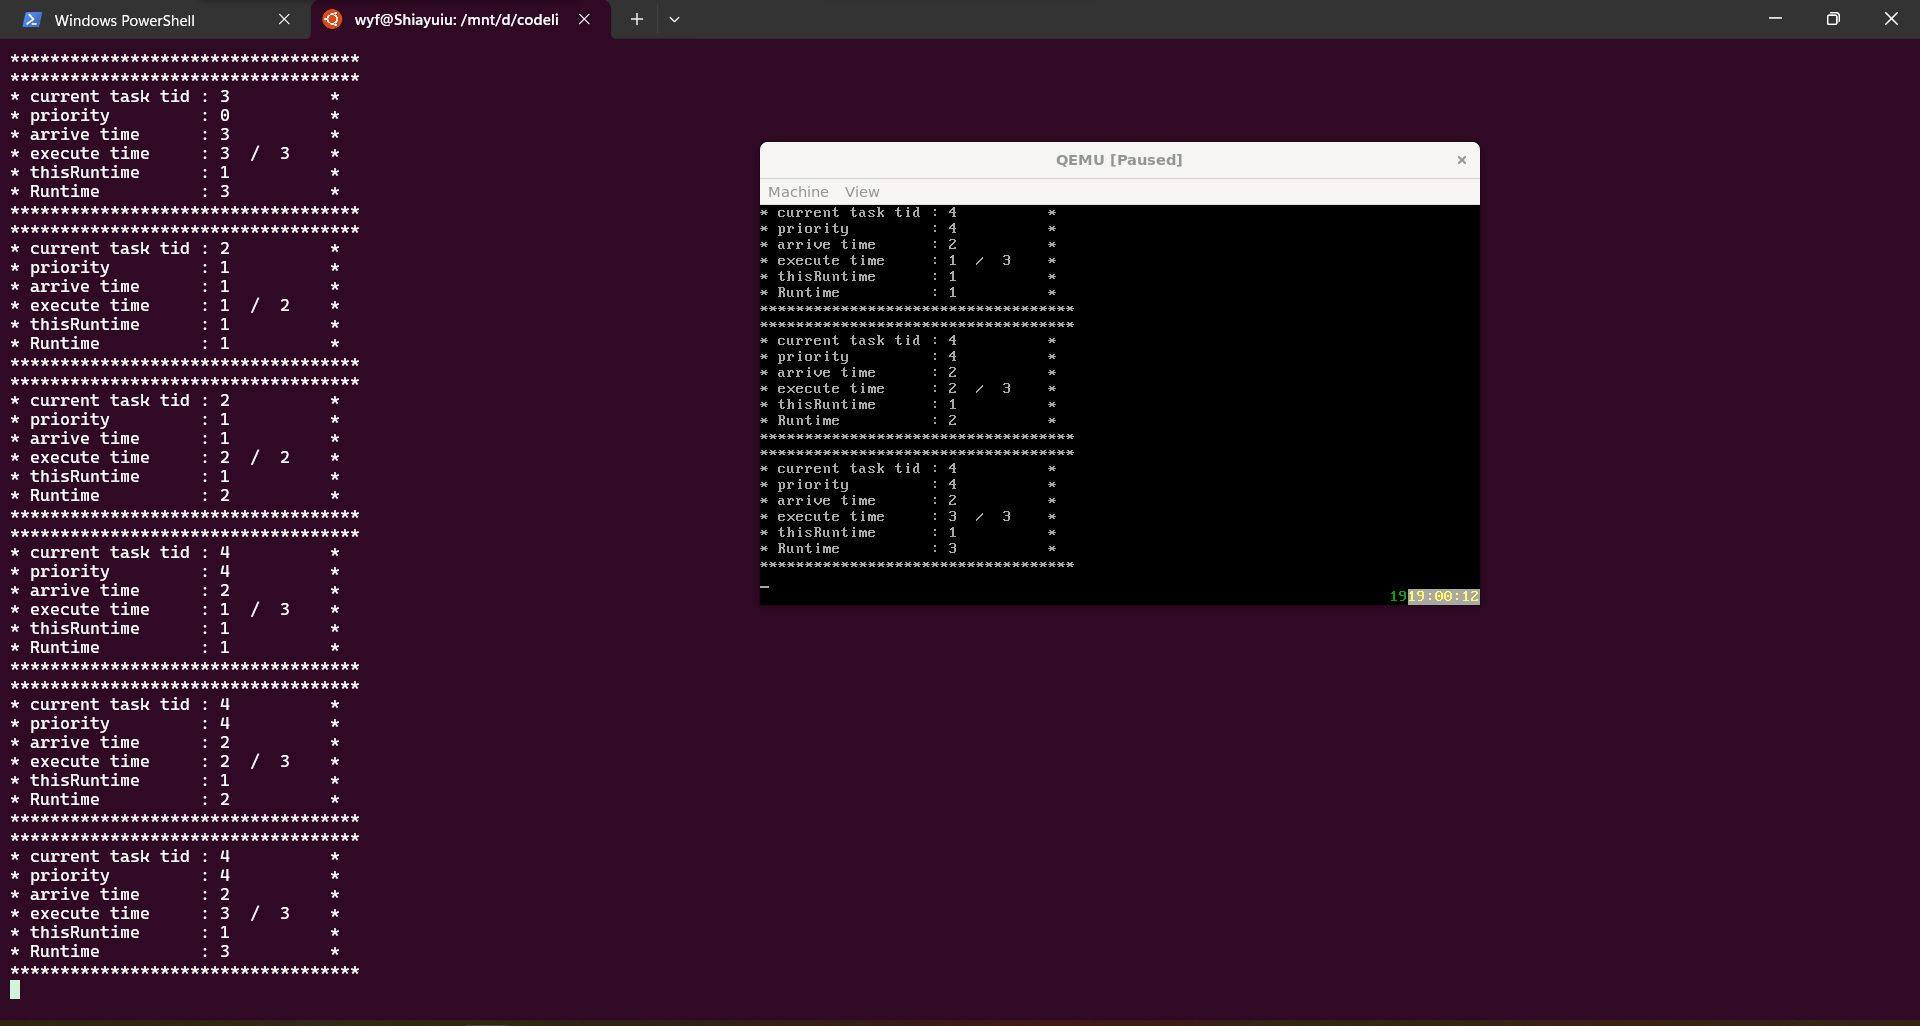 Windows PowerShell
wyf@Shiayuiu: /mnt/d/codeli
***********************************
***********************************
* current task tid : 3          *
* priority         : 0          *
* arrive time      : 3          *
* execute time     : 3  /  3    *
* thisRuntime      : 1          *
* Runtime          : 3          *
***********************************
***********************************
* current task tid : 2          *
* priority         : 1          *
* arrive time      : 1          *
* execute time     : 1  /  2    *
* thisRuntime      : 1          *
* Runtime          : 1          *
***********************************
***********************************
* current task tid : 2          *
* priority         : 1          *
* arrive time      : 1          *
* execute time     : 2  /  2    *
* thisRuntime      : 1          *
* Runtime          : 2          *
***********************************
***********************************
* current task tid : 4          *
* priority         : 4          *
* arrive time      : 2          *
* execute time     : 1  /  3    *
* thisRuntime      : 1          *
* Runtime          : 1          *
***********************************
***********************************
* current task tid : 4          *
* priority         : 4          *
* arrive time      : 2          *
* execute time     : 2  /  3    *
* thisRuntime      : 1          *
* Runtime          : 2          *
***********************************
***********************************
* current task tid : 4          *
* priority         : 4          *
* arrive time      : 2          *
* execute time     : 3  /  3    *
* thisRuntime      : 1          *
* Runtime          : 3          *
***********************************
QEMU [Paused]
Machine View
* current task tid : 4          *
* priority         : 4          *
* arrive time      : 2          *
* execute time     : 1  /  3    *
* thisRuntime      : 1          *
* Runtime          : 1          *
***********************************
***********************************
* current task tid : 4          *
* priority         : 4          *
* arrive time      : 2          *
* execute time     : 2  /  3    *
* thisRuntime      : 1          *
* Runtime          : 2          *
***********************************
***********************************
* current task tid : 4          *
* priority         : 4          *
* arrive time      : 2          *
* execute time     : 3  /  3    *
* thisRuntime      : 1          *
* Runtime          : 3          *
***********************************
_
1919:00:12